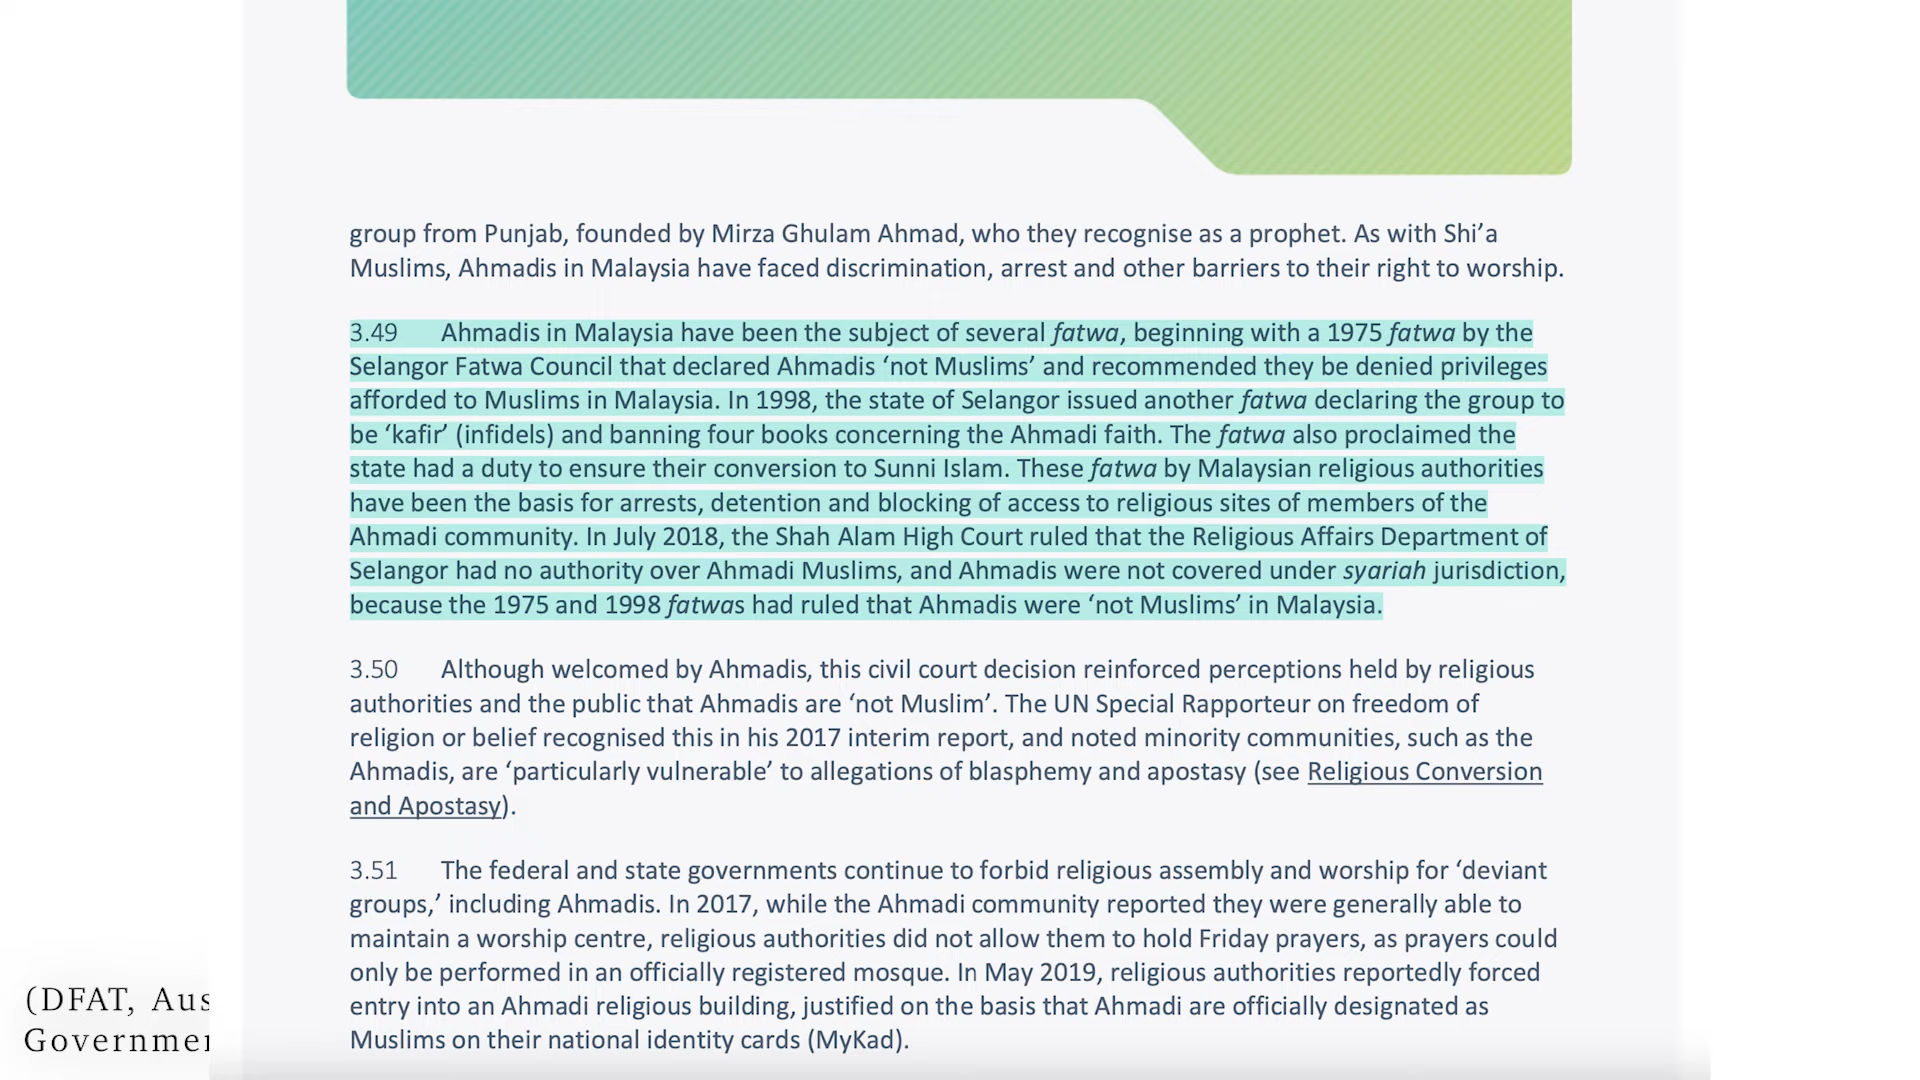 group from Punjab, founded by Mirza Ghulam Ahmad, who they recognise as a prophet. As with Shi’a
Muslims, Ahmadis in Malaysia have faced discrimination, arrest and other barriers to their right to worship.
3.49 Ahmadis in Malaysia have been the subject of several fatwa, beginning with a 1975 fatwa by the
Selangor Fatwa Council that declared Ahmadis ‘not Muslims’ and recommended they be denied privileges
afforded to Muslims in Malaysia. In 1998, the state of Selangor issued another fatwa declaring the group to
be ‘kafir’ (infidels) and banning four books concerning the Ahmadi faith. The fatwa also proclaimed the
state had a duty to ensure their conversion to Sunni Islam. These fatwa by Malaysian religious authorities
have been the basis for arrests, detention and blocking of access to religious sites of members of the
Ahmadi community. In July 2018, the Shah Alam High Court ruled that the Religious Affairs Department of
Selangor had no authority over Ahmadi Muslims, and Ahmadis were not covered under syariah jurisdiction,
because the 1975 and 1998 fatwas had ruled that Ahmadis were ‘not Muslims’ in Malaysia.
3.50 Although welcomed by Ahmadis, this civil court decision reinforced perceptions held by religious
authorities and the public that Ahmadis are ‘not Muslim’. The UN Special Rapporteur on freedom of
religion or belief recognised this in his 2017 interim report, and noted minority communities, such as the
Ahmadis, are ‘particularly vulnerable’ to allegations of blasphemy and apostasy (see Religious Conversion
and Apostasy).
3.51 The federal and state governments continue to forbid religious assembly and worship for ‘deviant
groups,’ including Ahmadis. In 2017, while the Ahmadi community reported they were generally able to
maintain a worship centre, religious authorities did not allow them to hold Friday prayers, as prayers could
only be performed in an officially registered mosque. In May 2019, religious authorities reportedly forced
entry into an Ahmadi religious building, justified on the basis that Ahmadi are officially designated as
Muslims on their national identity cards (MyKad).
(DFAT, Aus
Governmer